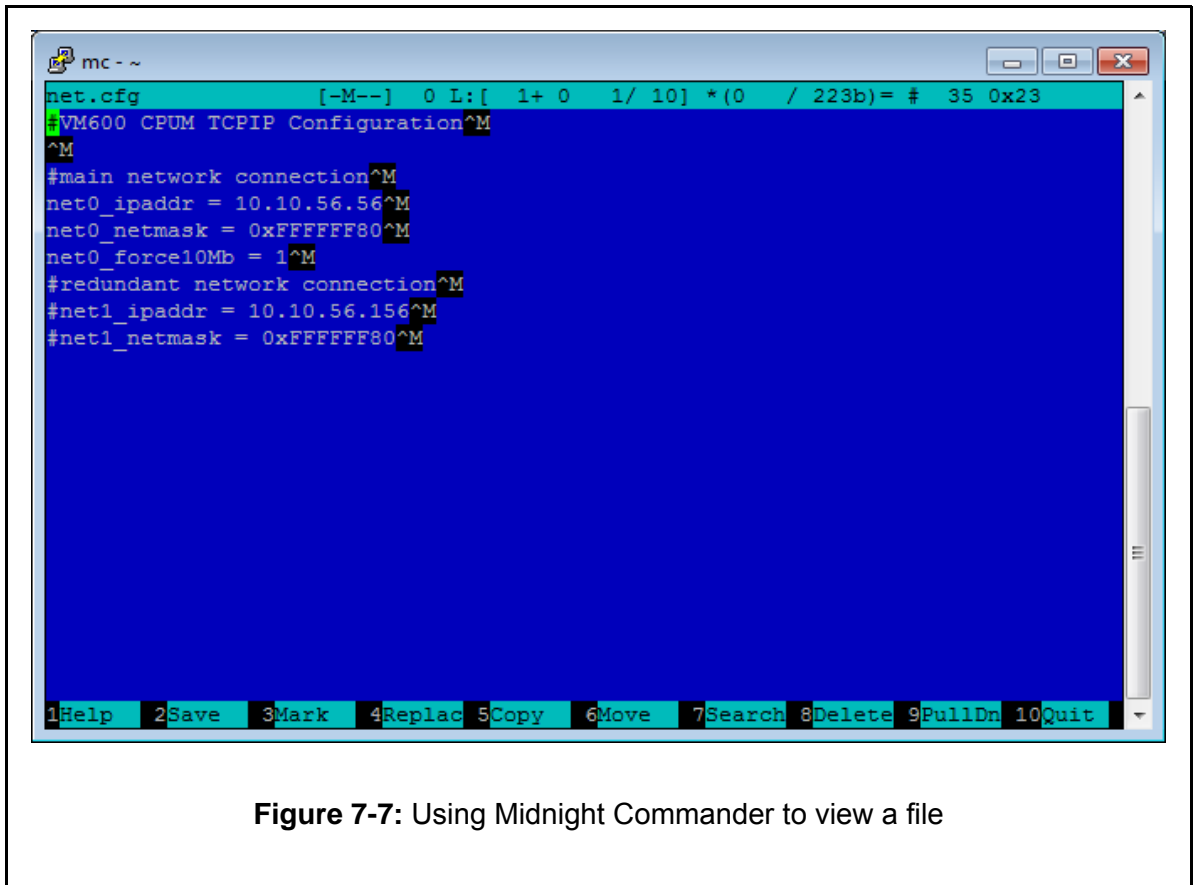 mc - ~
net.cfg [-M--] 0 L:[ 1+ 0 1/ 10] *(0 / 223b)= # 35 0x23
#VM600 CPUM TCPIP Configuration^M
^M
#main network connection^M
net0_ipaddr = 10.10.56.56^M
net0_netmask = 0xFFFFFF80^M
net0_force10Mb = 1^M
#redundant network connection^M
#net1_ipaddr = 10.10.56.156^M
#net1_netmask = 0xFFFFFF80^M
1Help 2Save 3Mark 4Replac 5Copy 6Move 7Search 8Delete 9PullDn 10Quit
Figure 7-7: Using Midnight Commander to view a file